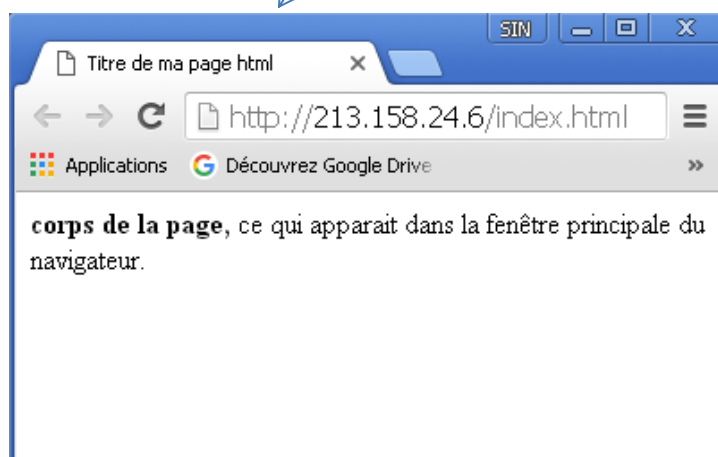 SIN
Titre de ma page html
http://213.158.24.6/index.html
Applications Découvrez Google Drive
corps de la page, ce qui apparait dans la fenêtre principale du
navigateur.